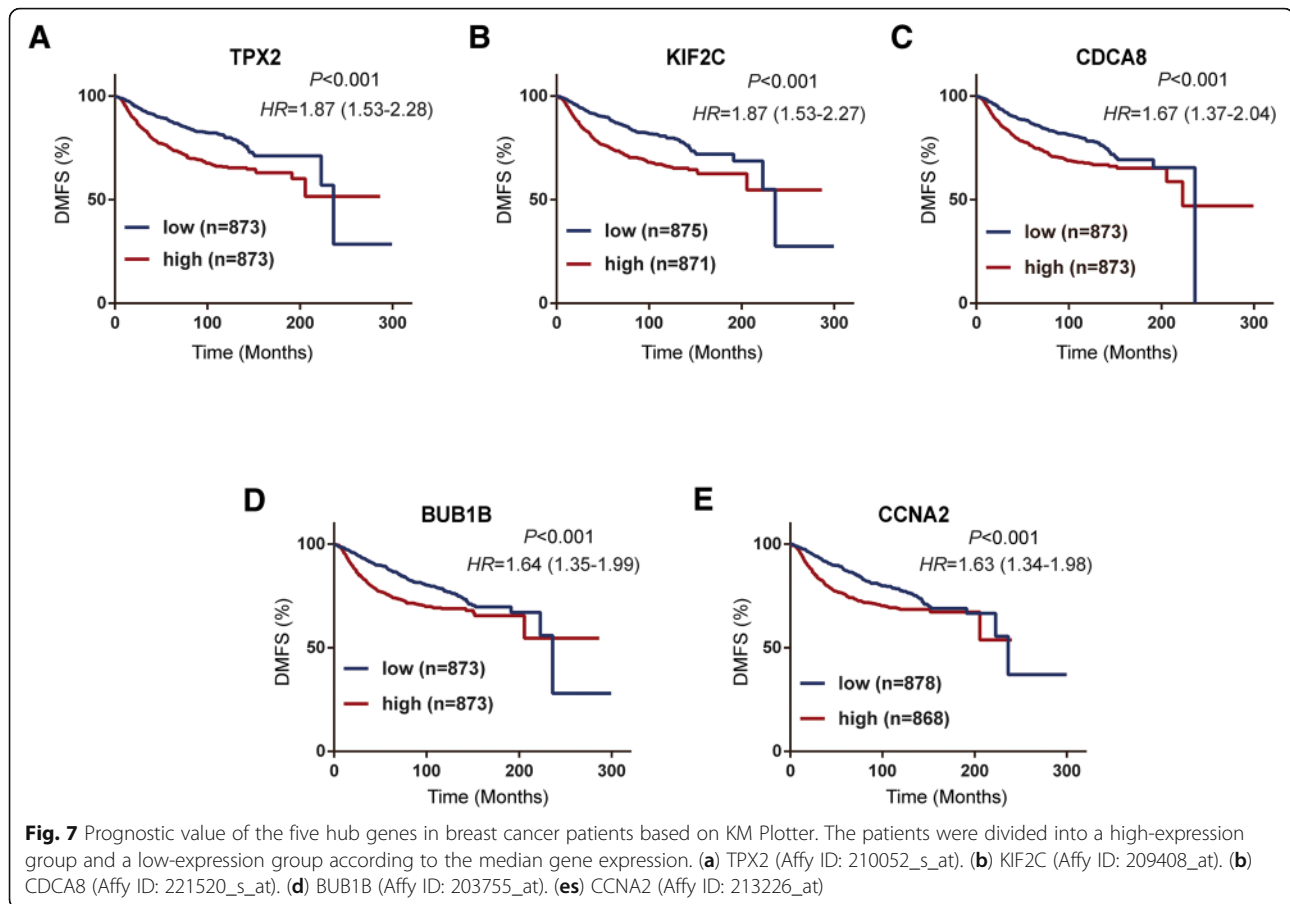 A
TPX2
P<0.001
HR=1.87 (1.53-2.28)
100
50
0
DMFS (%)
low (n=873)
high (n=873)
0 100 200 300
Time (Months)
B
KIF2C
P<0.001
HR=1.87 (1.53-2.27)
100
50
0
DMFS (%)
low (n=875)
high (n=871)
0 100 200 300
Time (Months)
C
CDCA8
P<0.001
HR=1.67 (1.37-2.04)
100
50
0
DMFS (%)
low (n=873)
high (n=873)
0 100 200 300
Time (Months)
D
BUB1B
P<0.001
HR=1.64 (1.35-1.99)
100
50
0
DMFS (%)
low (n=873)
high (n=873)
0 100 200 300
Time (Months)
E
CCNA2
P<0.001
HR=1.63 (1.34-1.98)
100
50
0
DMFS (%)
low (n=878)
high (n=868)
0 100 200 300
Time (Months)
Fig. 7 Prognostic value of the five hub genes in breast cancer patients based on KM Plotter. The patients were divided into a high-expression
group and a low-expression group according to the median gene expression. (a) TPX2 (Affy ID: 210052_s_at). (b) KIF2C (Affy ID: 209408_at). (b)
CDCA8 (Affy ID: 221520_s_at). (d) BUB1B (Affy ID: 203755_at). (es) CCNA2 (Affy ID: 213226_at)